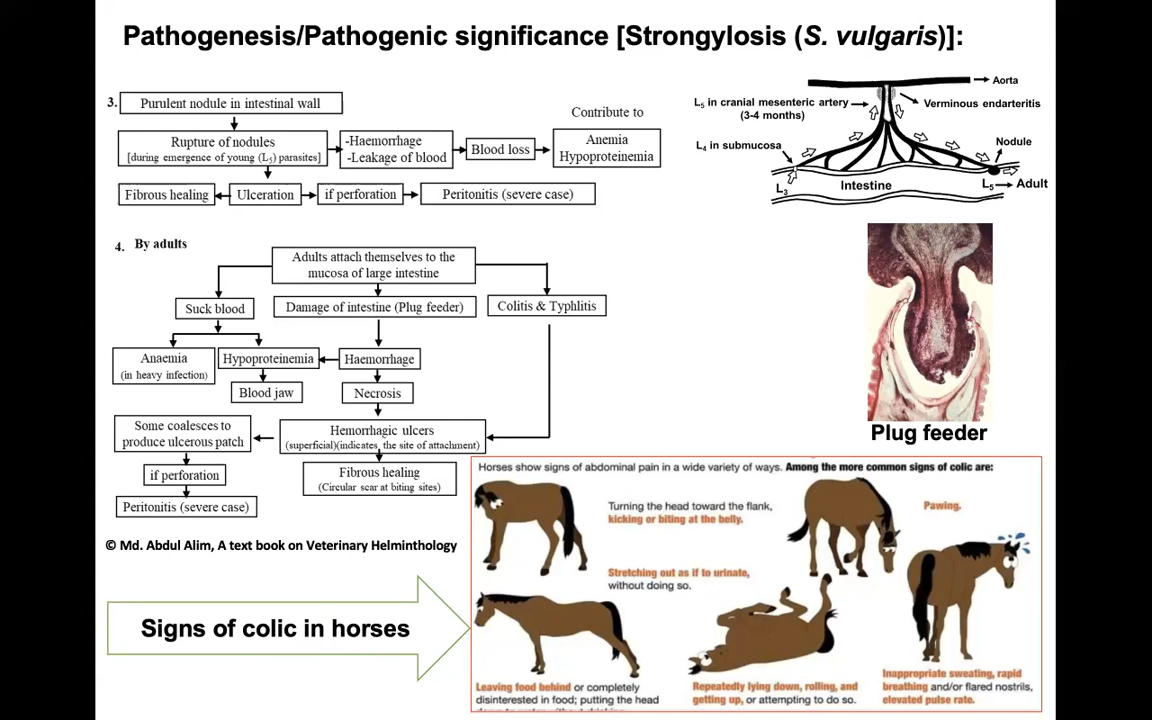 Pathogenesis/Pathogenic significance [Strongylosis (S. vulgaris)]:
3.
Purulent nodule in intestinal wall
Rupture of nodules
[during emergence of young (L5) parasites]
-Haemorrhage
-Leakage of blood
Blood loss
Contribute to
Anemia
Hypoproteinemia
Fibrous healing
Ulceration
if perforation
Peritonitis (severe case)
Aorta
L5 in cranial mesenteric artery
(3-4 months)
Verminous endarteritis
L4 in submucosa
Nodule
L3
Intestine
L5
Adult
4. By adults
Adults attach themselves to the
mucosa of large intestine
Suck blood
Damage of intestine (Plug feeder)
Colitis & Typhlitis
Anaemia
(in heavy infection)
Hypoproteinemia
Haemorrhage
Blood jaw
Necrosis
Some coalesces to
produce ulcerous patch
Hemorrhagic ulcers
(superficial)(indicates the site of attachment)
if perforation
Fibrous healing
(Circular scar at biting sites)
Peritonitis (severe case)
Plug feeder
© Md. Abdul Alim, A text book on Veterinary Helminthology
Signs of colic in horses
Horses show signs of abdominal pain in a wide variety of ways. Among the more common signs of colic are:
Turning the head toward the flank,
kicking or biting at the belly.
Pawing.
Stretching out as if to urinate,
without doing so.
Leaving food behind or completely
disinterested in food; putting the head
Repeatedly lying down, rolling, and
getting up, or attempting to do so.
Inappropriate sweating, rapid
breathing and/or flared nostrils,
elevated pulse rate.